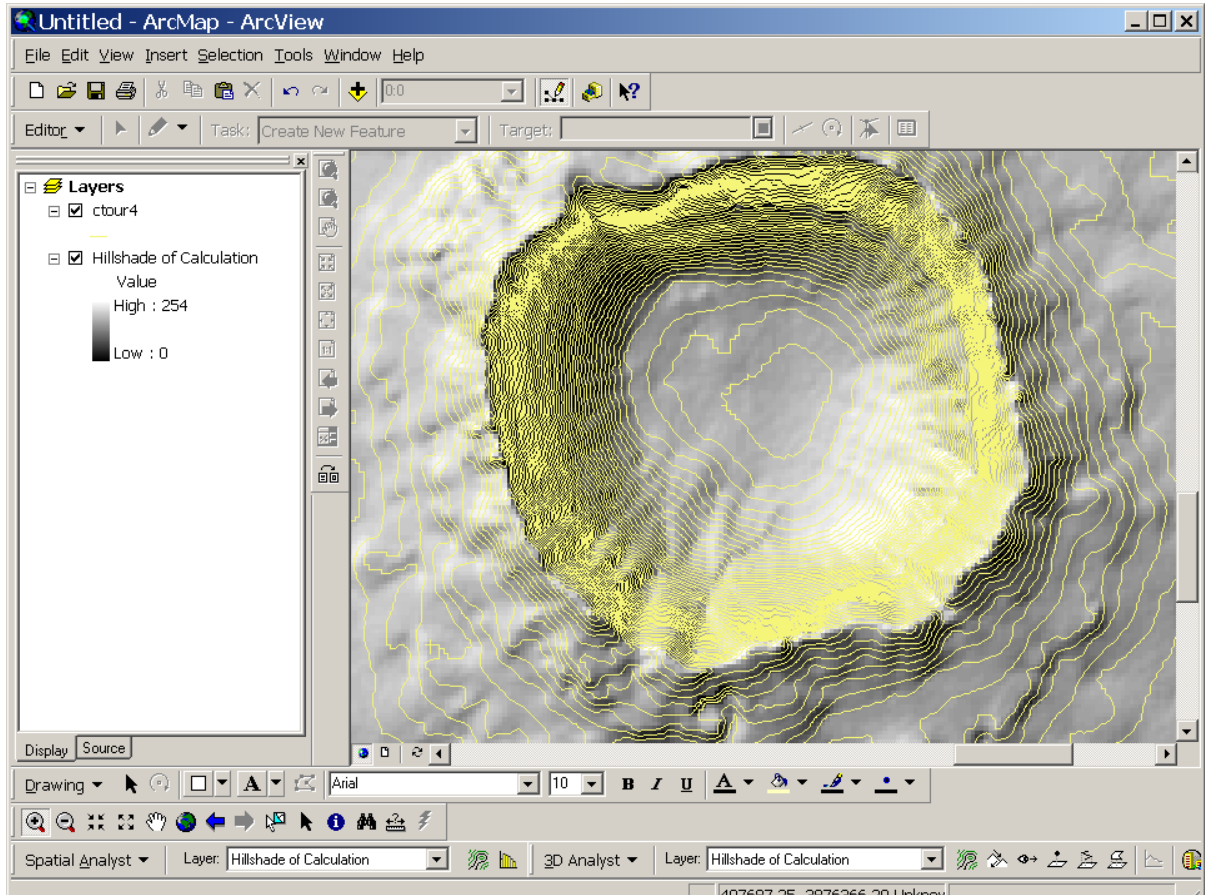 Untitled - ArcMap - ArcView
File Edit View Insert Selection Tools Window Help
0:0
Editor Task: Create New Feature Target:
Layers
ctour4
Hillshade of Calculation
Value
High : 254
Low : 0
1:1
Display Source
Drawing A Arial 10 B I U A
Spatial Analyst Layer: Hillshade of Calculation 3D Analyst Layer: Hillshade of Calculation